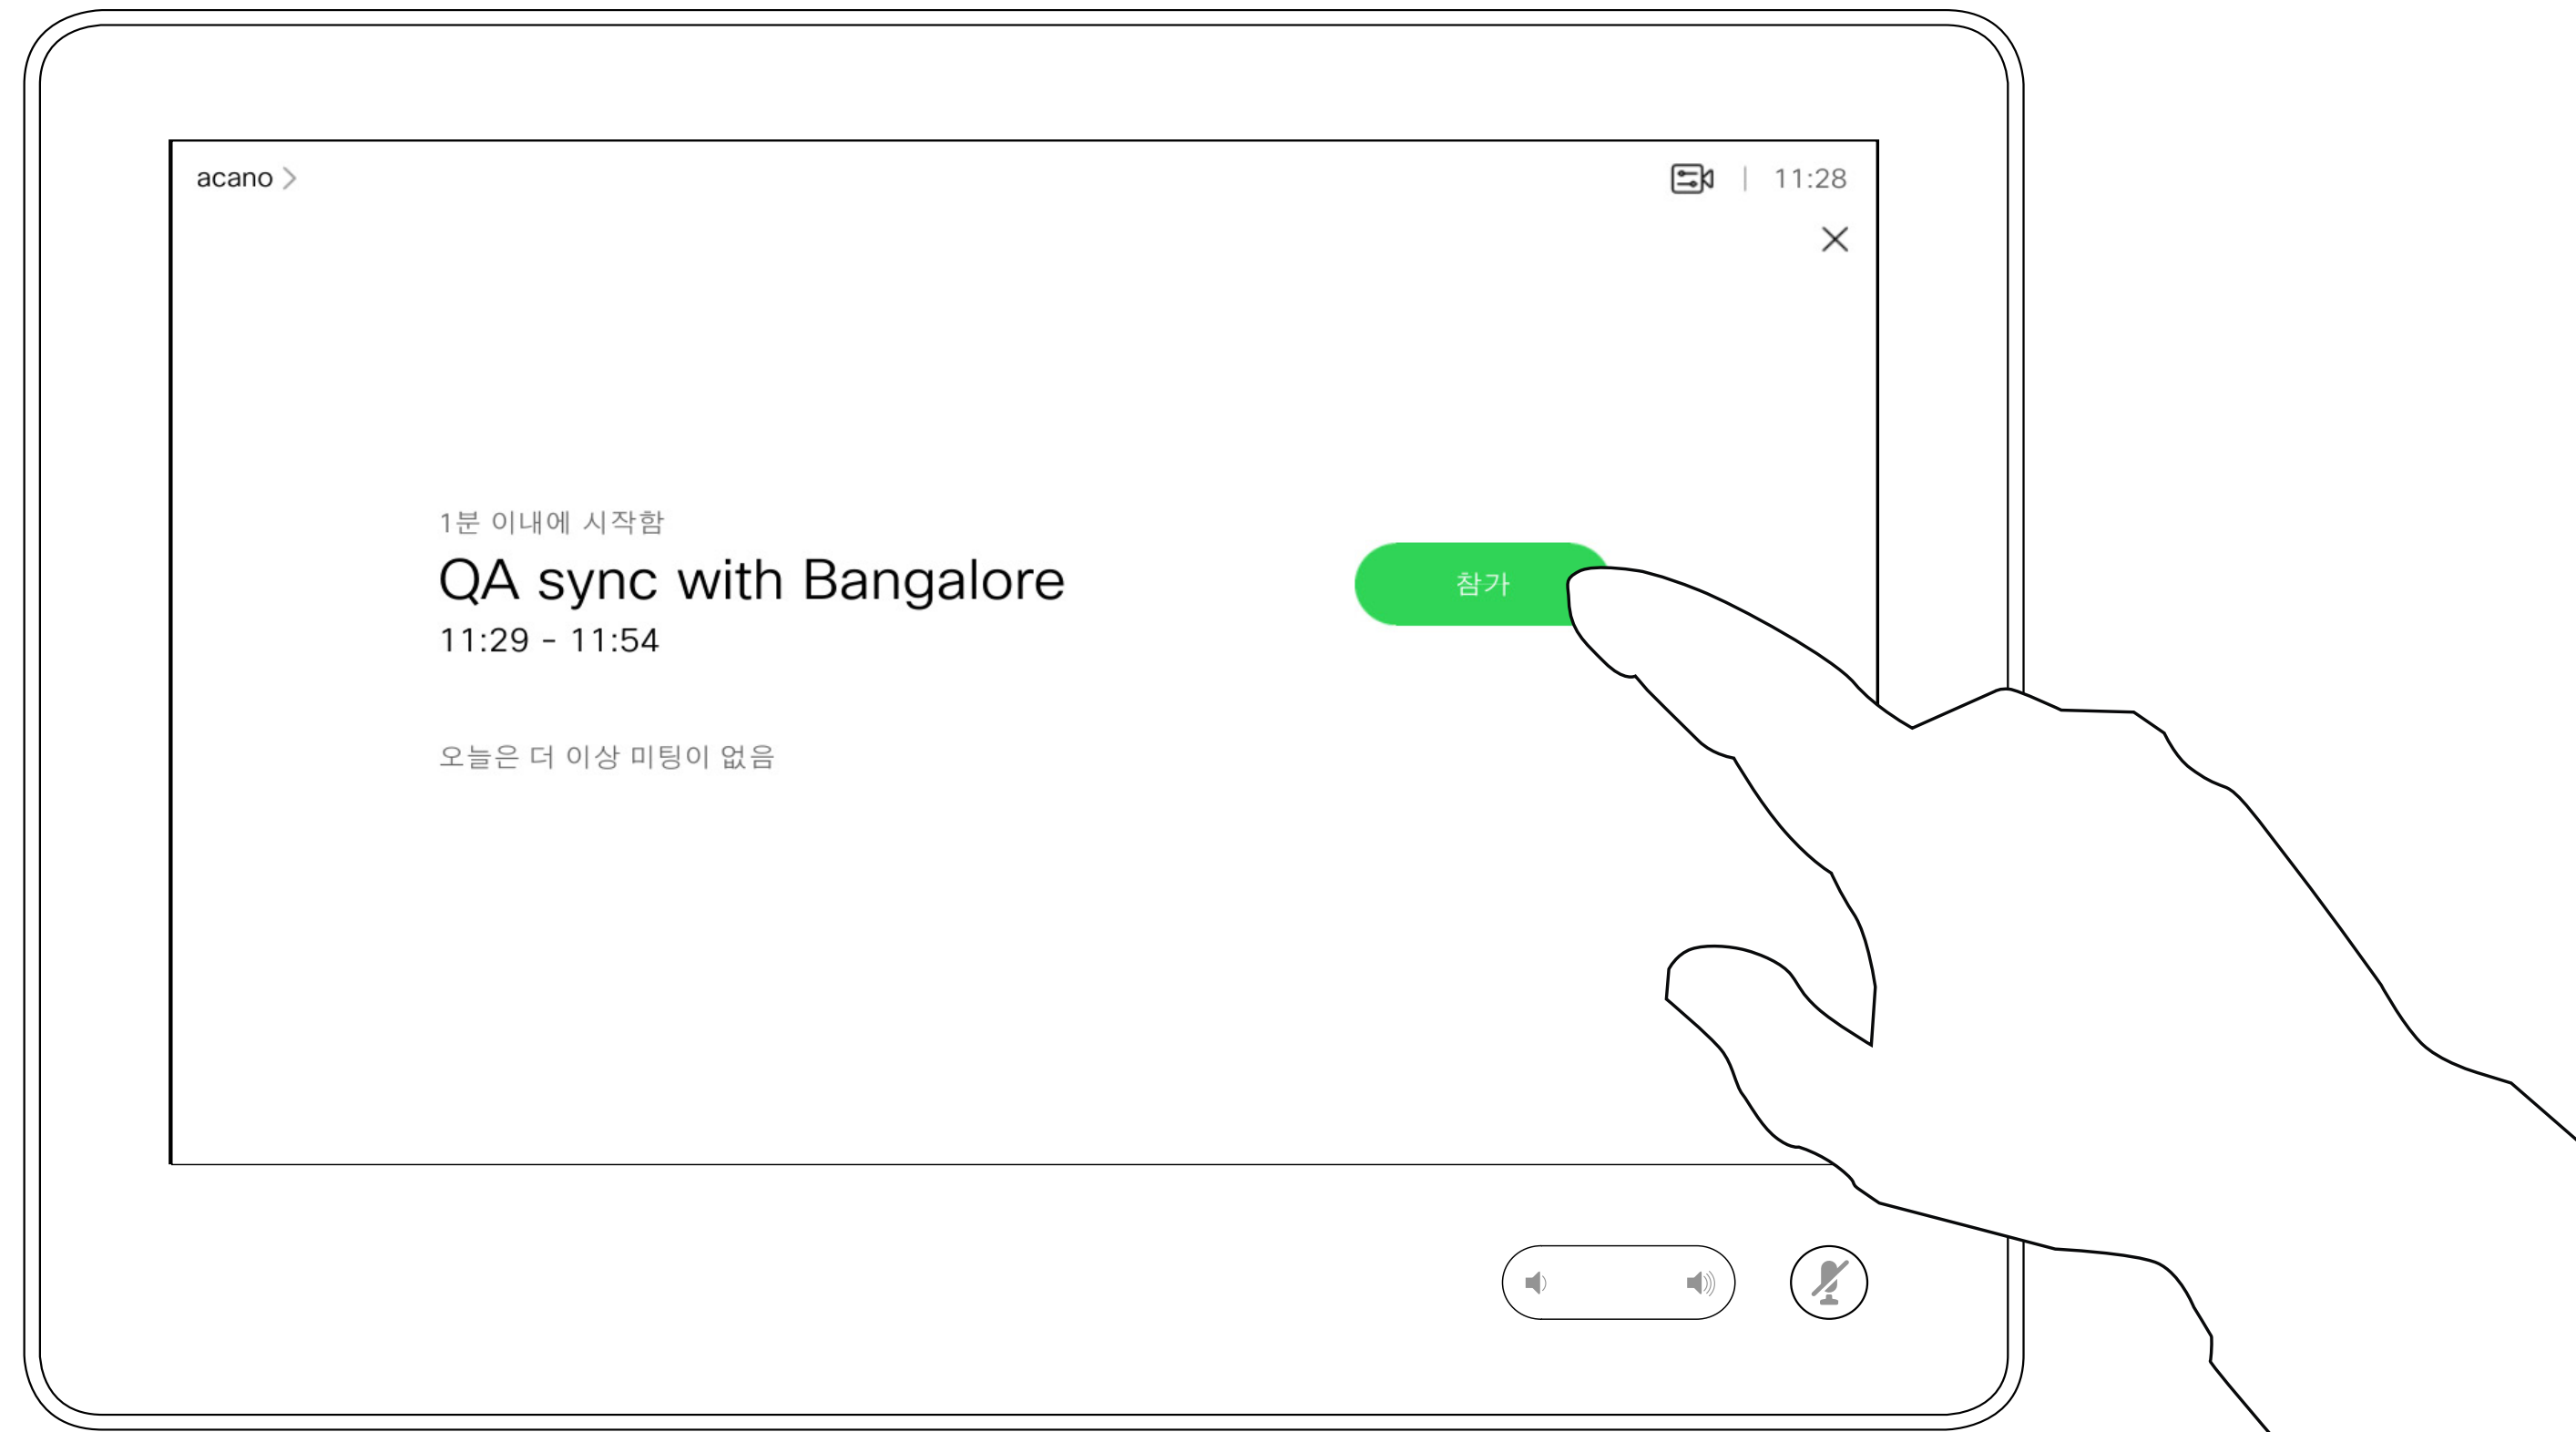 acano
11:28
1분 이내에 시작함
QA sync with Bangalore
11:29 - 11:54
참가
오늘은 더 이상 미팅이 없음